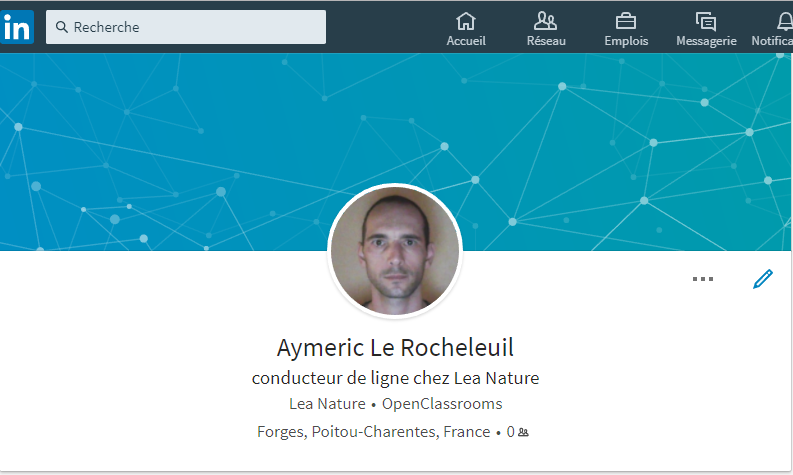 in Recherche
Accueil Réseau Emplois Messagerie Notifica
Aymeric Le Rocheleuil
conducteur de ligne chez Lea Nature
Lea Nature • OpenClassrooms
Forges, Poitou-Charentes, France • 0